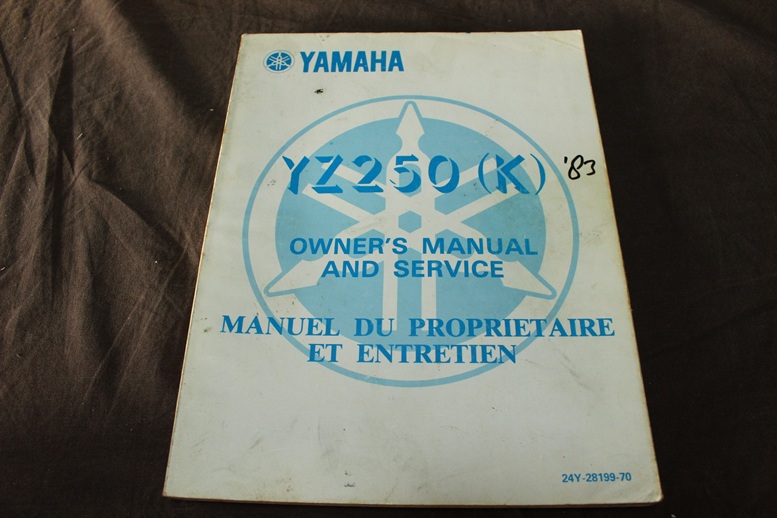 YAMAHA
YZ250 (K) '83
OWNER'S MANUAL
AND SERVICE
MANUEL DU PROPRIETAIRE
ET ENTRETIEN
24Y-28199-70